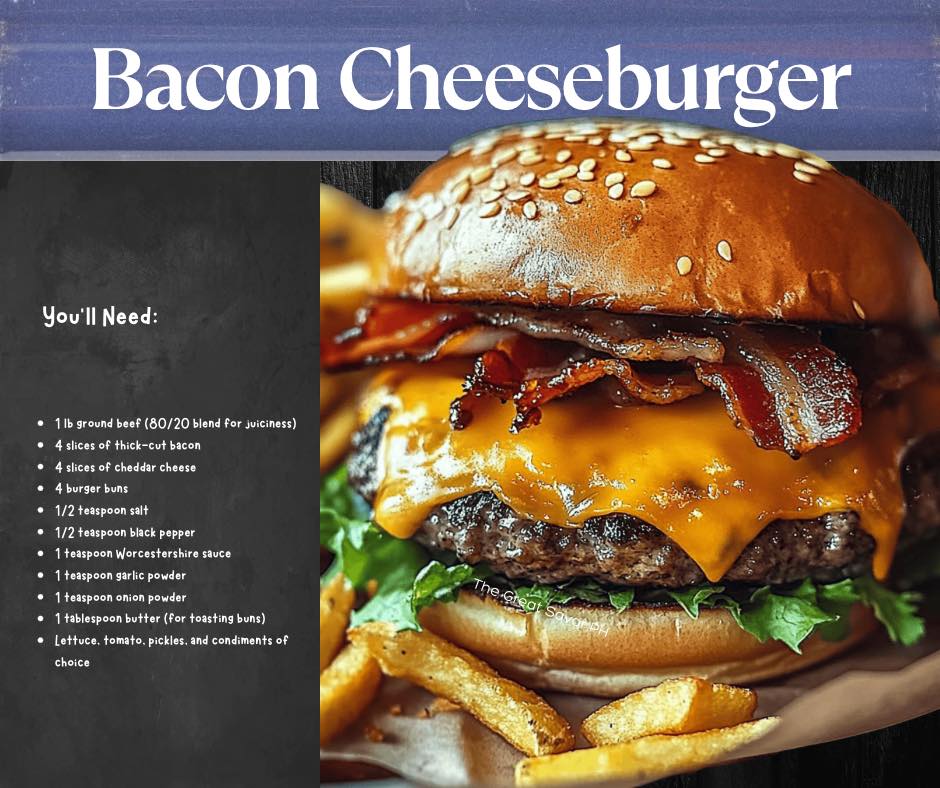 Bacon Cheeseburger
You'll Need:
1 lb ground beef (80/20 blend for juiciness)
4 slices of thick-cut bacon
4 slices of cheddar cheese
4 burger buns
1/2 teaspoon salt
1/2 teaspoon black pepper
1 teaspoon Worcestershire sauce
1 teaspoon garlic powder
1 teaspoon onion powder
1 tablespoon butter (for toasting buns)
Lettuce, tomato, pickles, and condiments of
choice
The Great